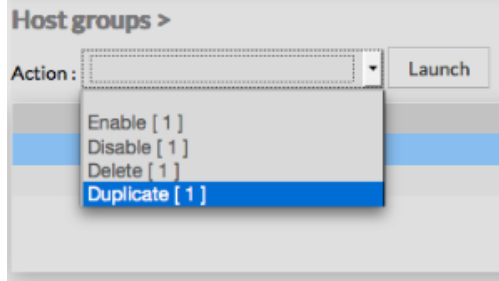 Host groups >
Action :
Launch
Enable [ 1 ]
Disable [ 1 ]
Delete [ 1 ]
Duplicate [ 1 ]